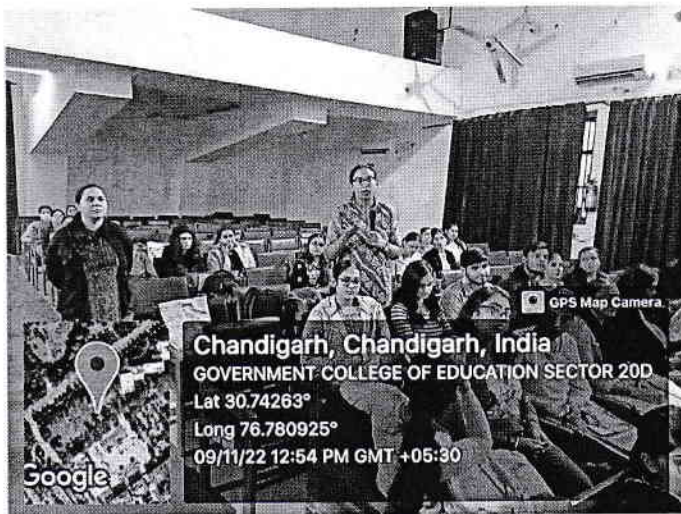 GPS Map Camera
Chandigarh, Chandigarh, India
GOVERNMENT COLLEGE OF EDUCATION SECTOR 20D
Lat 30.74263°
Long 76.780925°
09/11/22 12:54 PM GMT +05:30
Google